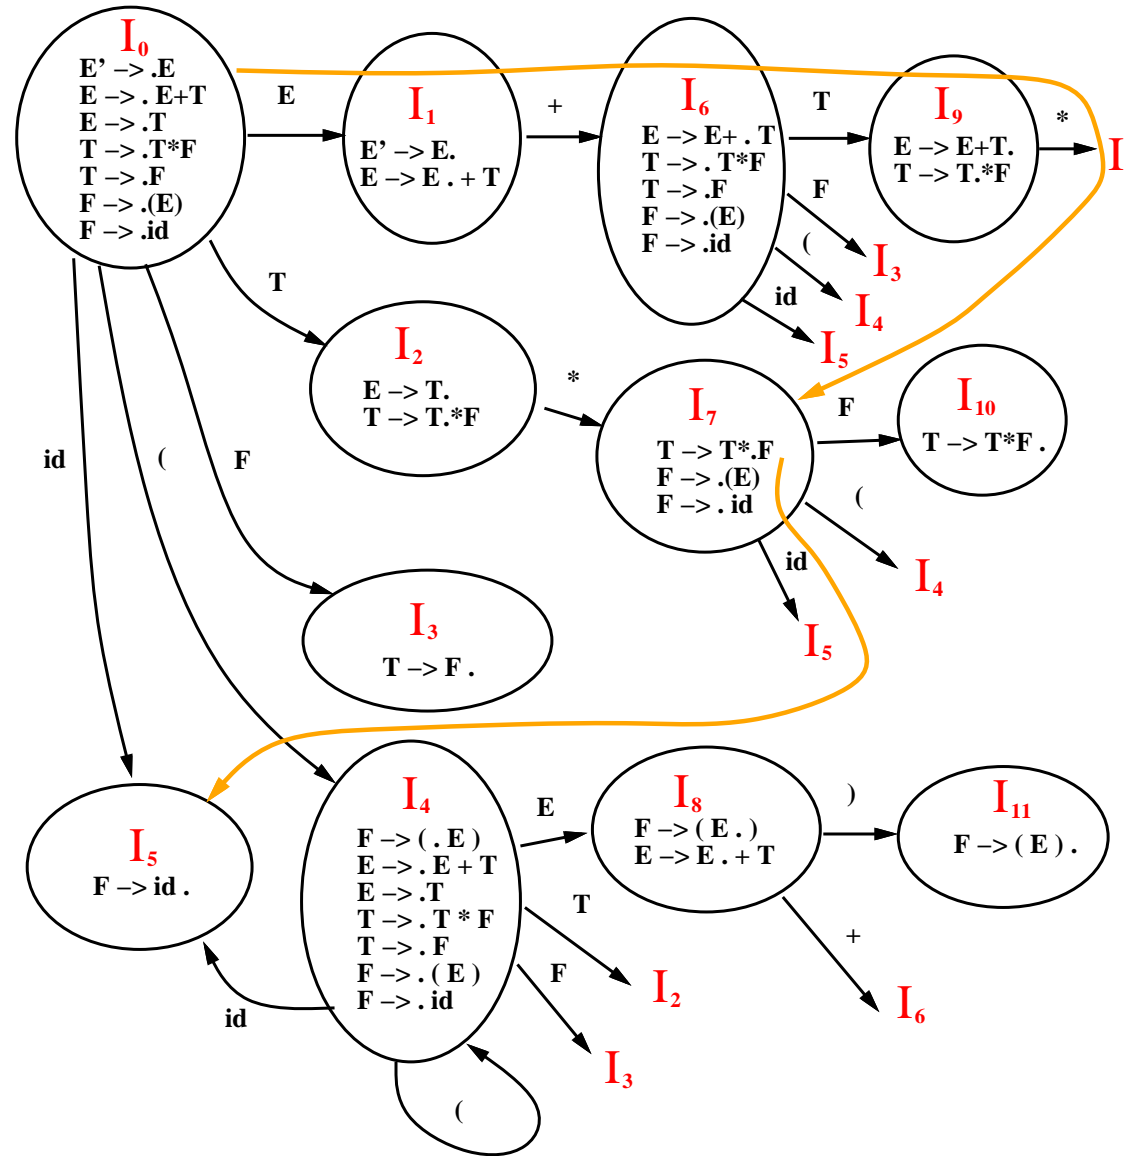 I0
E' –> .E
E –> . E+T
E –> .T
T –> .T*F
T –> .F
F –> .(E)
F –> .id
E
I1
E' –> E.
E –> E . + T
+
I6
E –> E+ . T
T –> . T*F
T –> .F
F –> .(E)
F –> .id
T
I9
E –> E+T.
T –> T.*F
*
I
F
I3
(
I4
id
I5
T
I2
E –> T.
T –> T.*F
*
I7
T –> T*.F
F –> .(E)
F –> . id
F
I10
T –> T*F .
(
I4
id
I5
id
(
F
I3
T –> F .
I5
F –> id .
I4
F –> ( . E )
E –> . E + T
E –> .T
T –> . T * F
T –> . F
F –> . ( E )
F –> . id
E
I8
F –> ( E . )
E –> E . + T
)
I11
F –> ( E ) .
T
I2
F
I3
+
I6
id
(